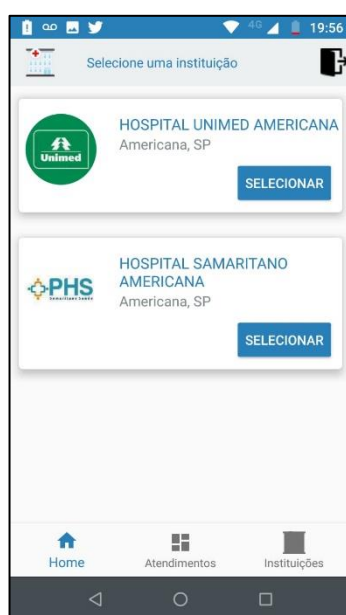 4G 19:56
Selecione uma instituição
HOSPITAL UNIMED AMERICANA
Americana, SP
Unimed
SELECIONAR
HOSPITAL SAMARITANO
AMERICANA
PHS
Americana, SP
SELECIONAR
Home Atendimentos Instituições